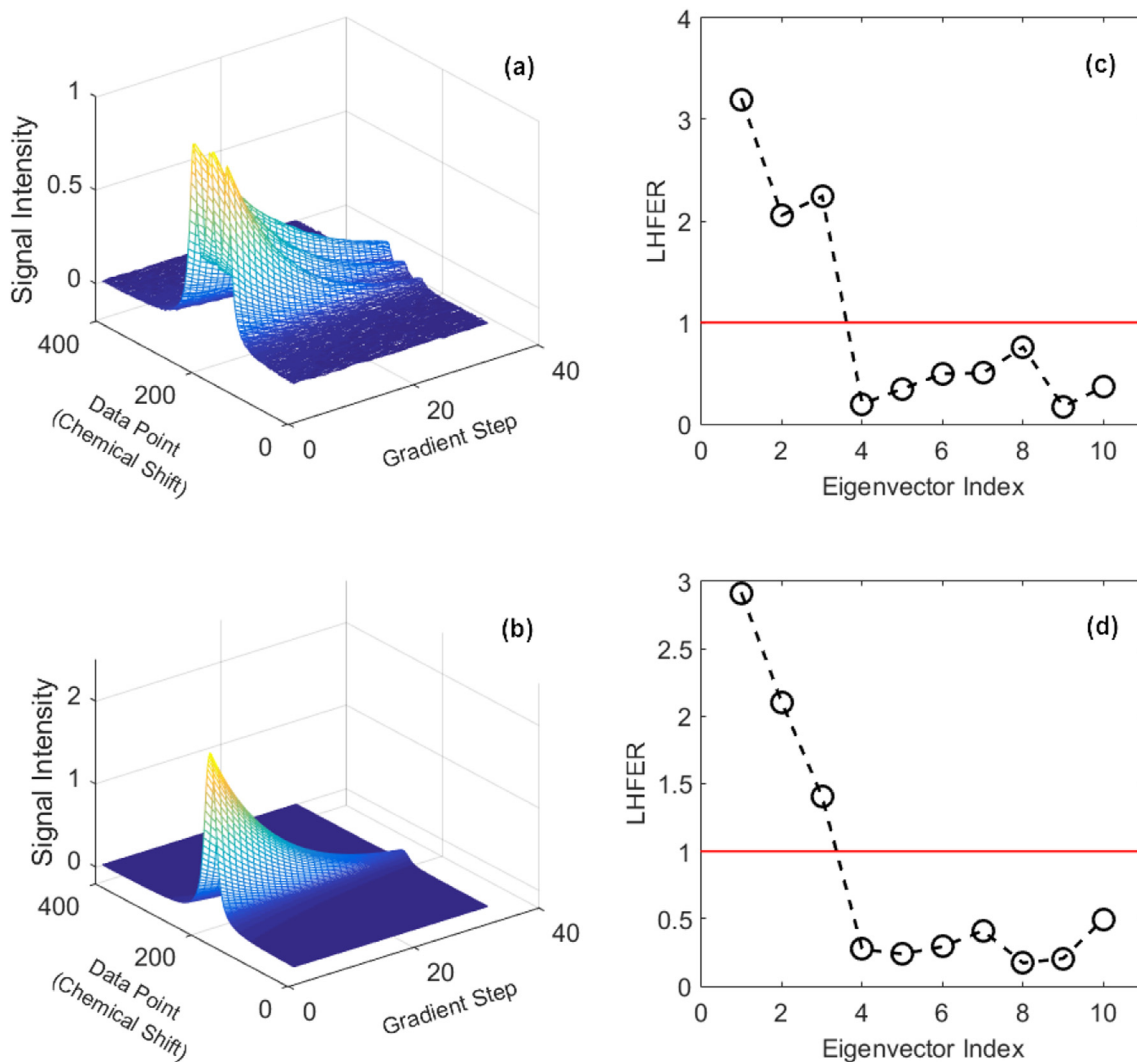 (a)
1
0.5
0
Signal Intensity
400
200
0
Data Point
(Chemical Shift)
0
20
40
Gradient Step
(c)
4
3
2
1
0
LHFER
0 2 4 6 8 10
Eigenvector Index
(b)
2
1
0
Signal Intensity
400
200
0
Data Point
(Chemical Shift)
0
20
40
Gradient Step
(d)
3
2.5
2
1.5
1
0.5
0
LHFER
0 2 4 6 8 10
Eigenvector Index